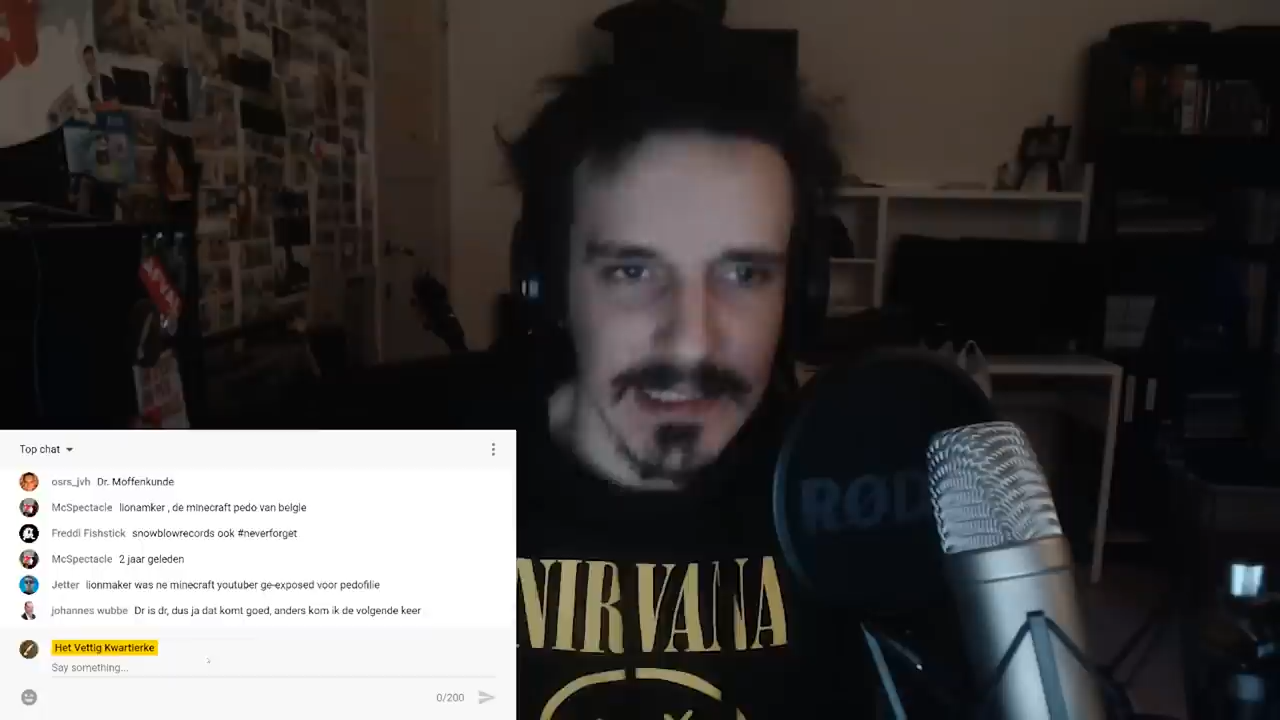 Top chat
osrs_jvh Dr. Moffenkunde
McSpectacle lionamker , de minecraft pedo van belgie
Freddi Fishstick snowblowrecords ook #neverforget
McSpectacle 2 jaar geleden
Jetter lionmaker was ne minecraft youtuber ge-exposed voor pedofilie
johannes wubbe Dr is dr, dus ja dat komt goed, anders kom ik de volgende keer
Het Vettig Kwartierke
Say something...
0/200
RØD
NIRVANA